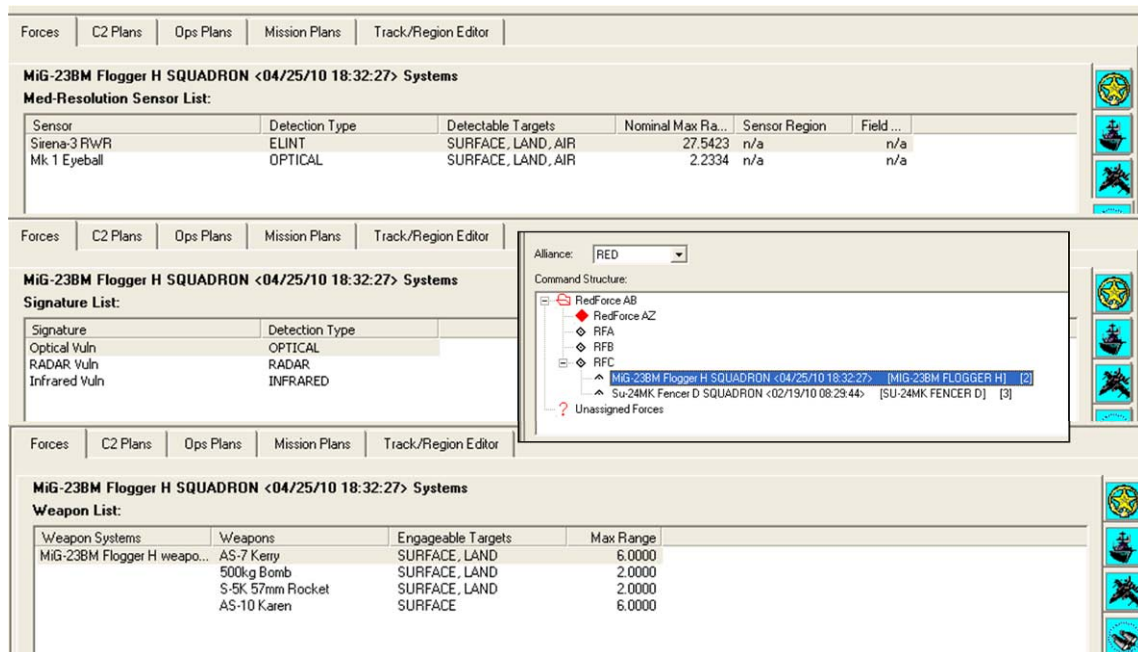 Forces C2 Plans Ops Plans Mission Plans Track/Region Editor
MiG-23BM Flogger H SQUADRON <04/25/10 18:32:27> Systems
Med-Resolution Sensor List:
Sensor Detection Type Detectable Targets Nominal Max Ra... Sensor Region Field ...
Sirena-3 RWR ELINT SURFACE, LAND, AIR 27.5423 n/a n/a
Mk 1 Eyeball OPTICAL SURFACE, LAND, AIR 2.2334 n/a n/a
Forces C2 Plans Ops Plans Mission Plans Track/Region Editor
MiG-23BM Flogger H SQUADRON <04/25/10 18:32:27> Systems
Signature List:
Signature Detection Type
Optical Vuln OPTICAL
RADAR Vuln RADAR
Infrared Vuln INFRARED
Alliance: RED
Command Structure:
RedForce AB
RedForce AZ
RFA
RFB
RFC
MiG-23BM Flogger H SQUADRON <04/25/10 18:32:27> [MIG-23BM FLOGGER H] [2]
Su-24MK Fencer D SQUADRON <02/19/10 08:29:44> [SU-24MK FENCER D] [3]
? Unassigned Forces
Forces C2 Plans Ops Plans Mission Plans Track/Region Editor
MiG-23BM Flogger H SQUADRON <04/25/10 18:32:27> Systems
Weapon List:
Weapon Systems Weapons Engageable Targets Max Range
MiG-23BM Flogger H weapo... AS-7 Kerry SURFACE, LAND 6.0000
500kg Bomb SURFACE, LAND 2.0000
S-5K 57mm Rocket SURFACE, LAND 2.0000
AS-10 Karen SURFACE 6.0000